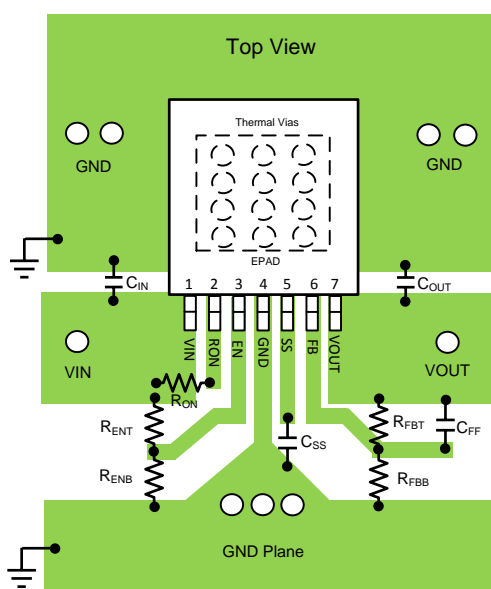 Top View
Thermal Vias
GND
GND
EPAD
1 2 3 4 5 6 7
CIN
COUT
VIN
RON
EN
GND
SS
FB
VOUT
VIN
VOUT
RON
RENT
RFBT
CFF
CSS
RENB
RFBB
GND Plane